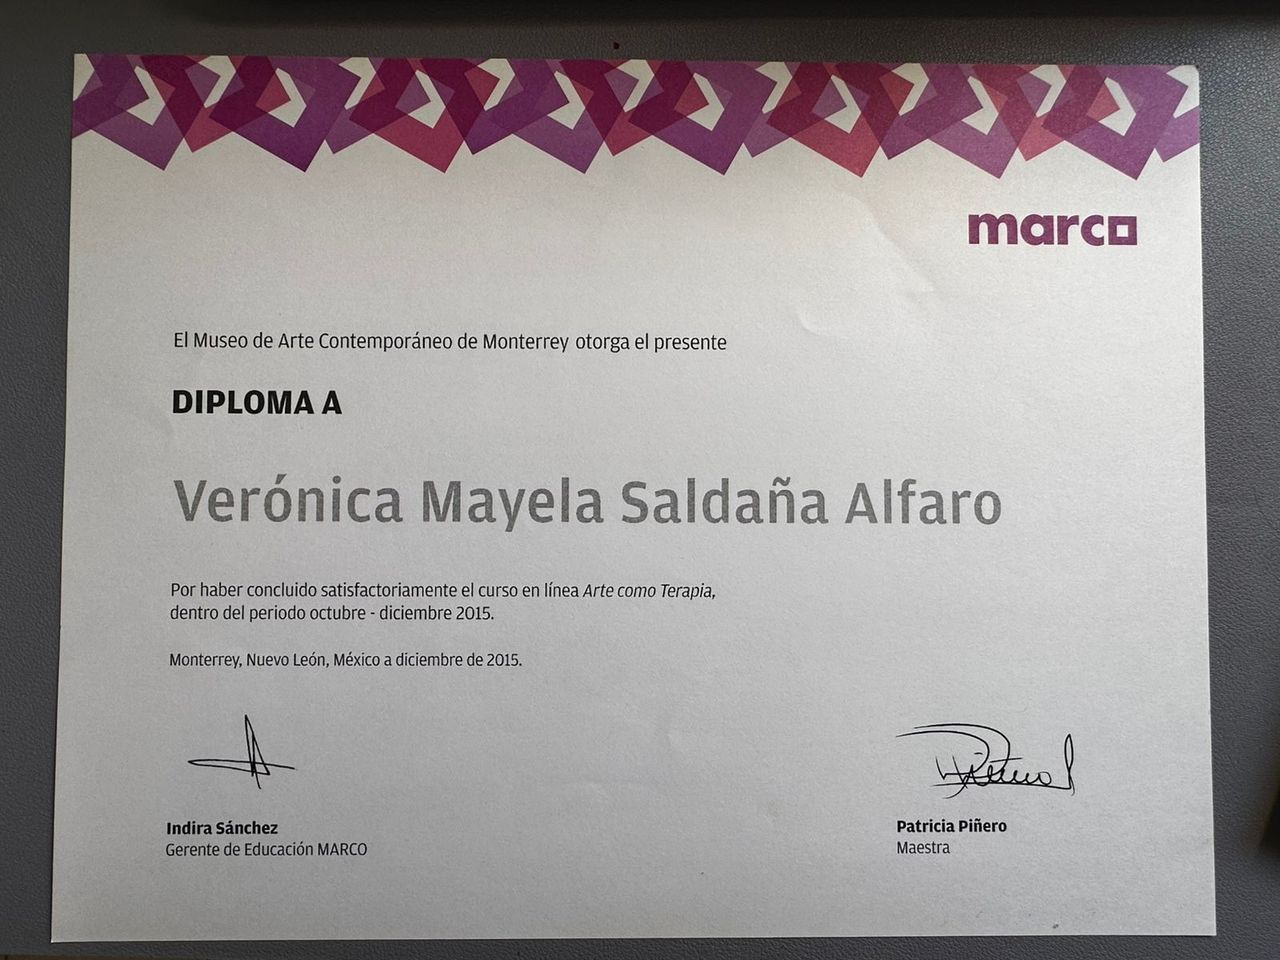 marco
El Museo de Arte Contemporáneo de Monterrey otorga el presente
DIPLOMA A
Verónica Mayela Saldaña Alfaro
Por haber concluido satisfactoriamente el curso en línea Arte como Terapia,
dentro del periodo octubre - diciembre 2015.
Monterrey, Nuevo León, México a diciembre de 2015.
Indira Sánchez
Gerente de Educación MARCO
Patricia Piñero
Maestra